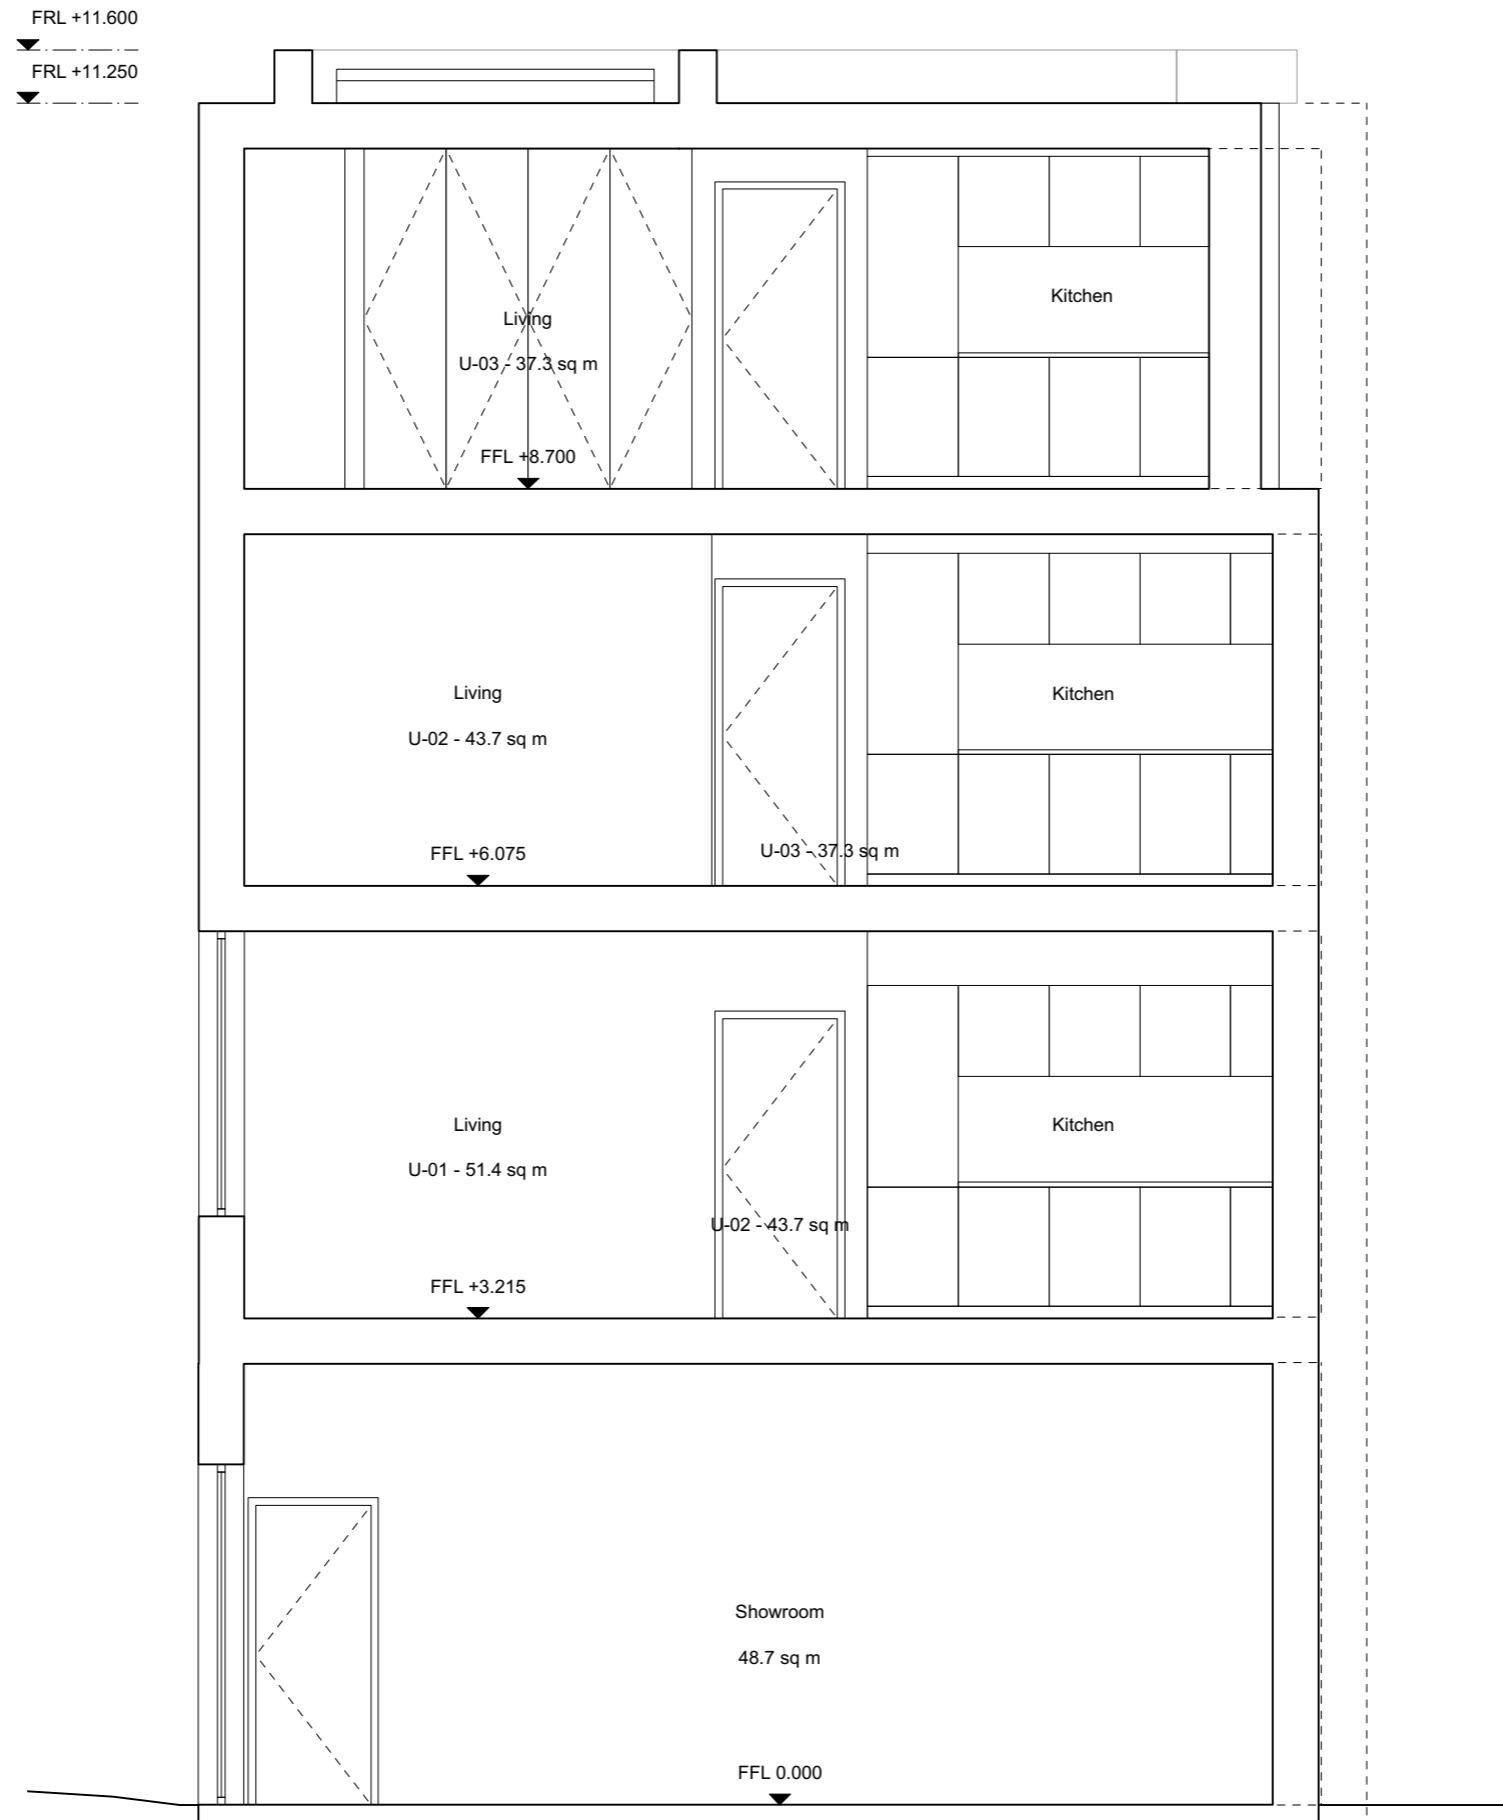 FRL +11.600
FRL +11.250
Kitchen
Living
U-03 - 37.3 sq m
FFL +8.700
Living
Kitchen
U-02 - 43.7 sq m
FFL +6.075
U-03 - 37.3 sq m
Living
Kitchen
U-01 - 51.4 sq m
U-02 - 43.7 sq m
FFL +3.215
Showroom
48.7 sq m
FFL 0.000